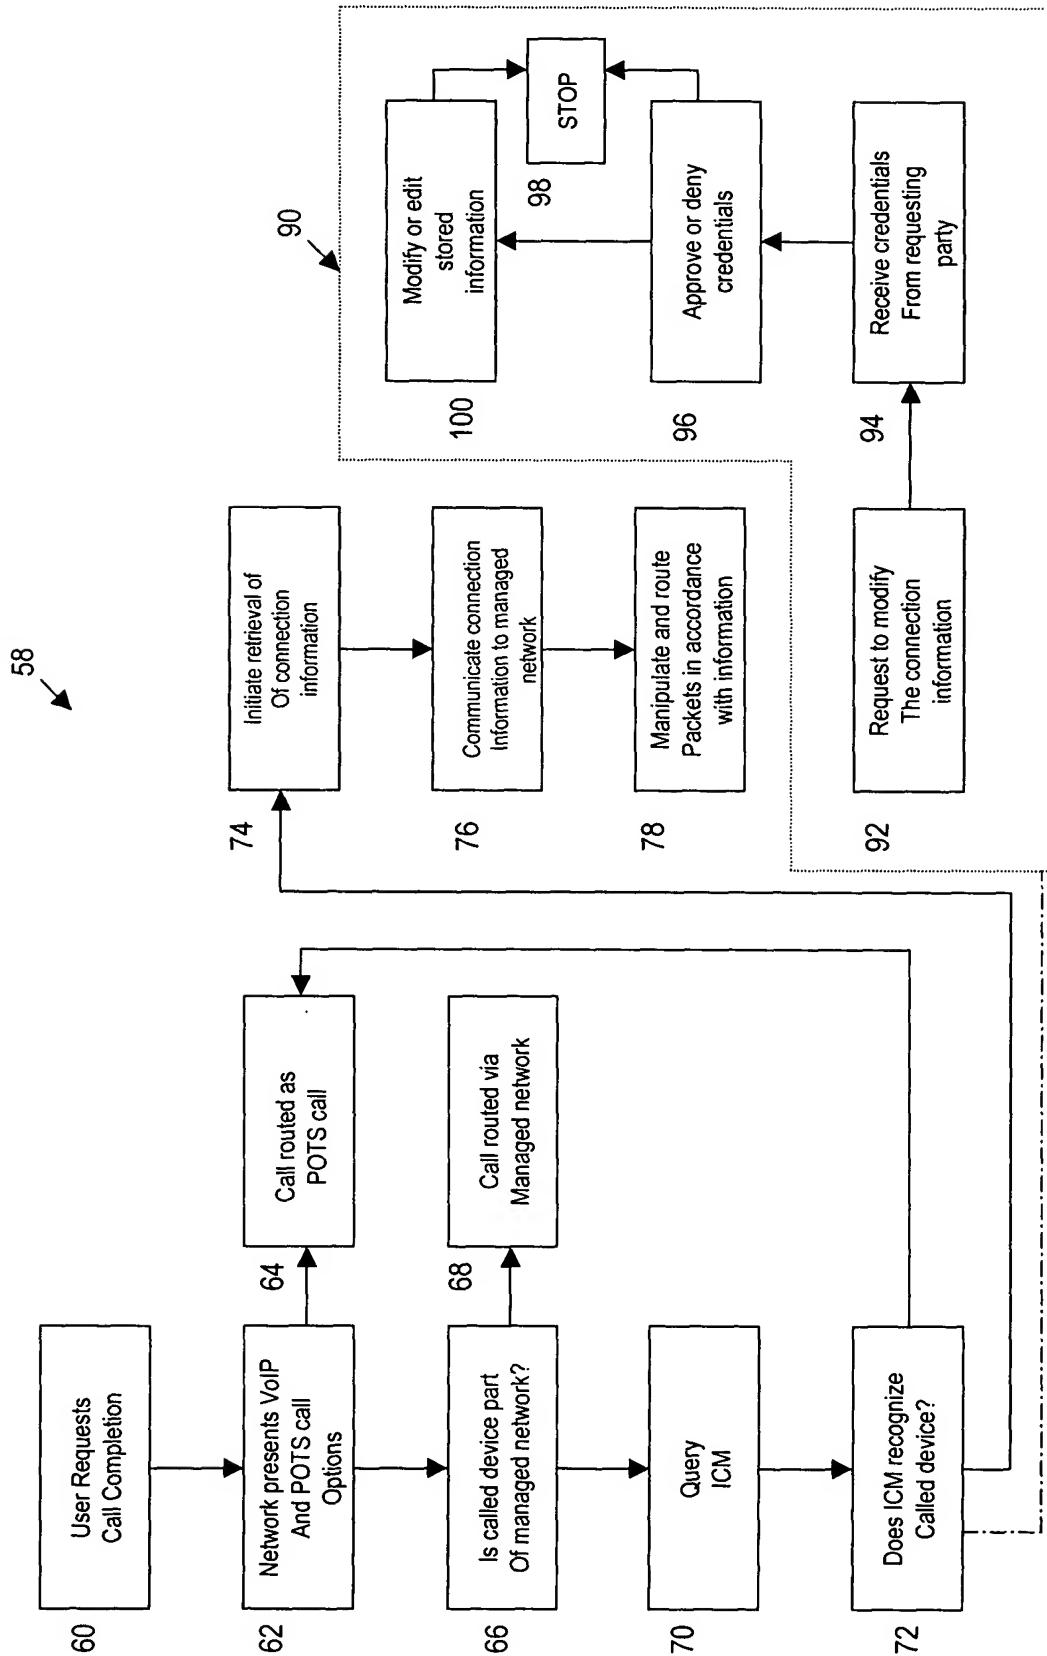 58
60
User Requests
Call Completion
62
Network presents VoIP
And POTS call
Options
64
Call routed as
POTS call
66
Is called device part
Of managed network?
68
Call routed via
Managed network
70
Query
ICM
72
Does ICM recognize
Called device?
74
Initiate retrieval of
Of connection
information
76
Communicate connection
Information to managed
network
78
Manipulate and route
Packets in accordance
with information
90
92
Request to modify
The connection
information
94
Receive credentials
From requesting
party
96
Approve or deny
credentials
98
STOP
100
Modify or edit
stored
information